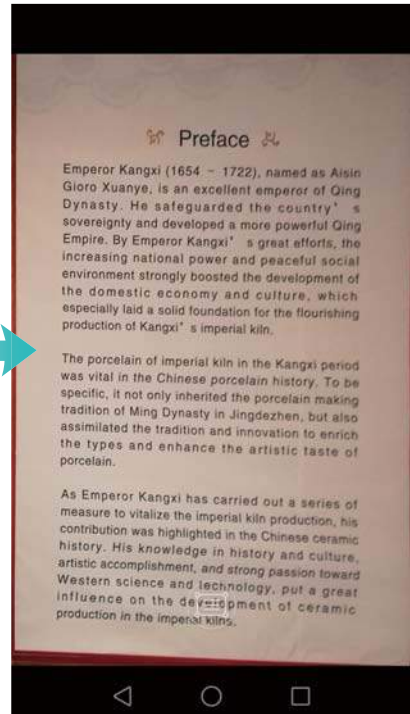 Preface
Emperor Kangxi (1654 - 1722), named as Aisin
Gioro Xuanye, is an excellent emperor of Qing
Dynasty. He safeguarded the country' s
sovereignty and developed a more powerful Qing
Empire. By Emperor Kangxi' s great efforts, the
increasing national power and peaceful social
environment strongly boosted the development of
the domestic economy and culture, which
especially laid a solid foundation for the flourishing
production of Kangxi' s imperial kiln.
The porcelain of imperial kiln in the Kangxi period
was vital in the Chinese porcelain history. To be
specific, it not only inherited the porcelain making
tradition of Ming Dynasty in Jingdezhen, but also
assimilated the tradition and innovation to enrich
the types and enhance the artistic taste of
porcelain.
As Emperor Kangxi has carried out a series of
measure to vitalize the imperial kiln production, his
contribution was highlighted in the Chinese ceramic
history. His knowledge in history and culture,
artistic accomplishment, and strong passion toward
Western science and technology, put a great
influence on the development of ceramic
production in the imperial kilns.